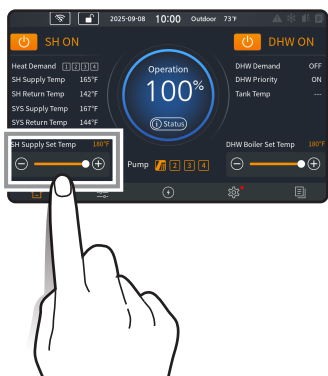 2025-09-08 10:00 Outdoor 73°F
SH ON
DHW ON
Heat Demand 1 2 3 4
SH Supply Temp 165°F
SH Return Temp 142°F
SYS Supply Temp 167°F
SYS Return Temp 144°F
Operation
100%
Status
DHW Demand OFF
DHW Priority ON
Tank Temp ---
SH Supply Set Temp 180°F
Pump 2 3 4
DHW Boiler Set Temp 180°F